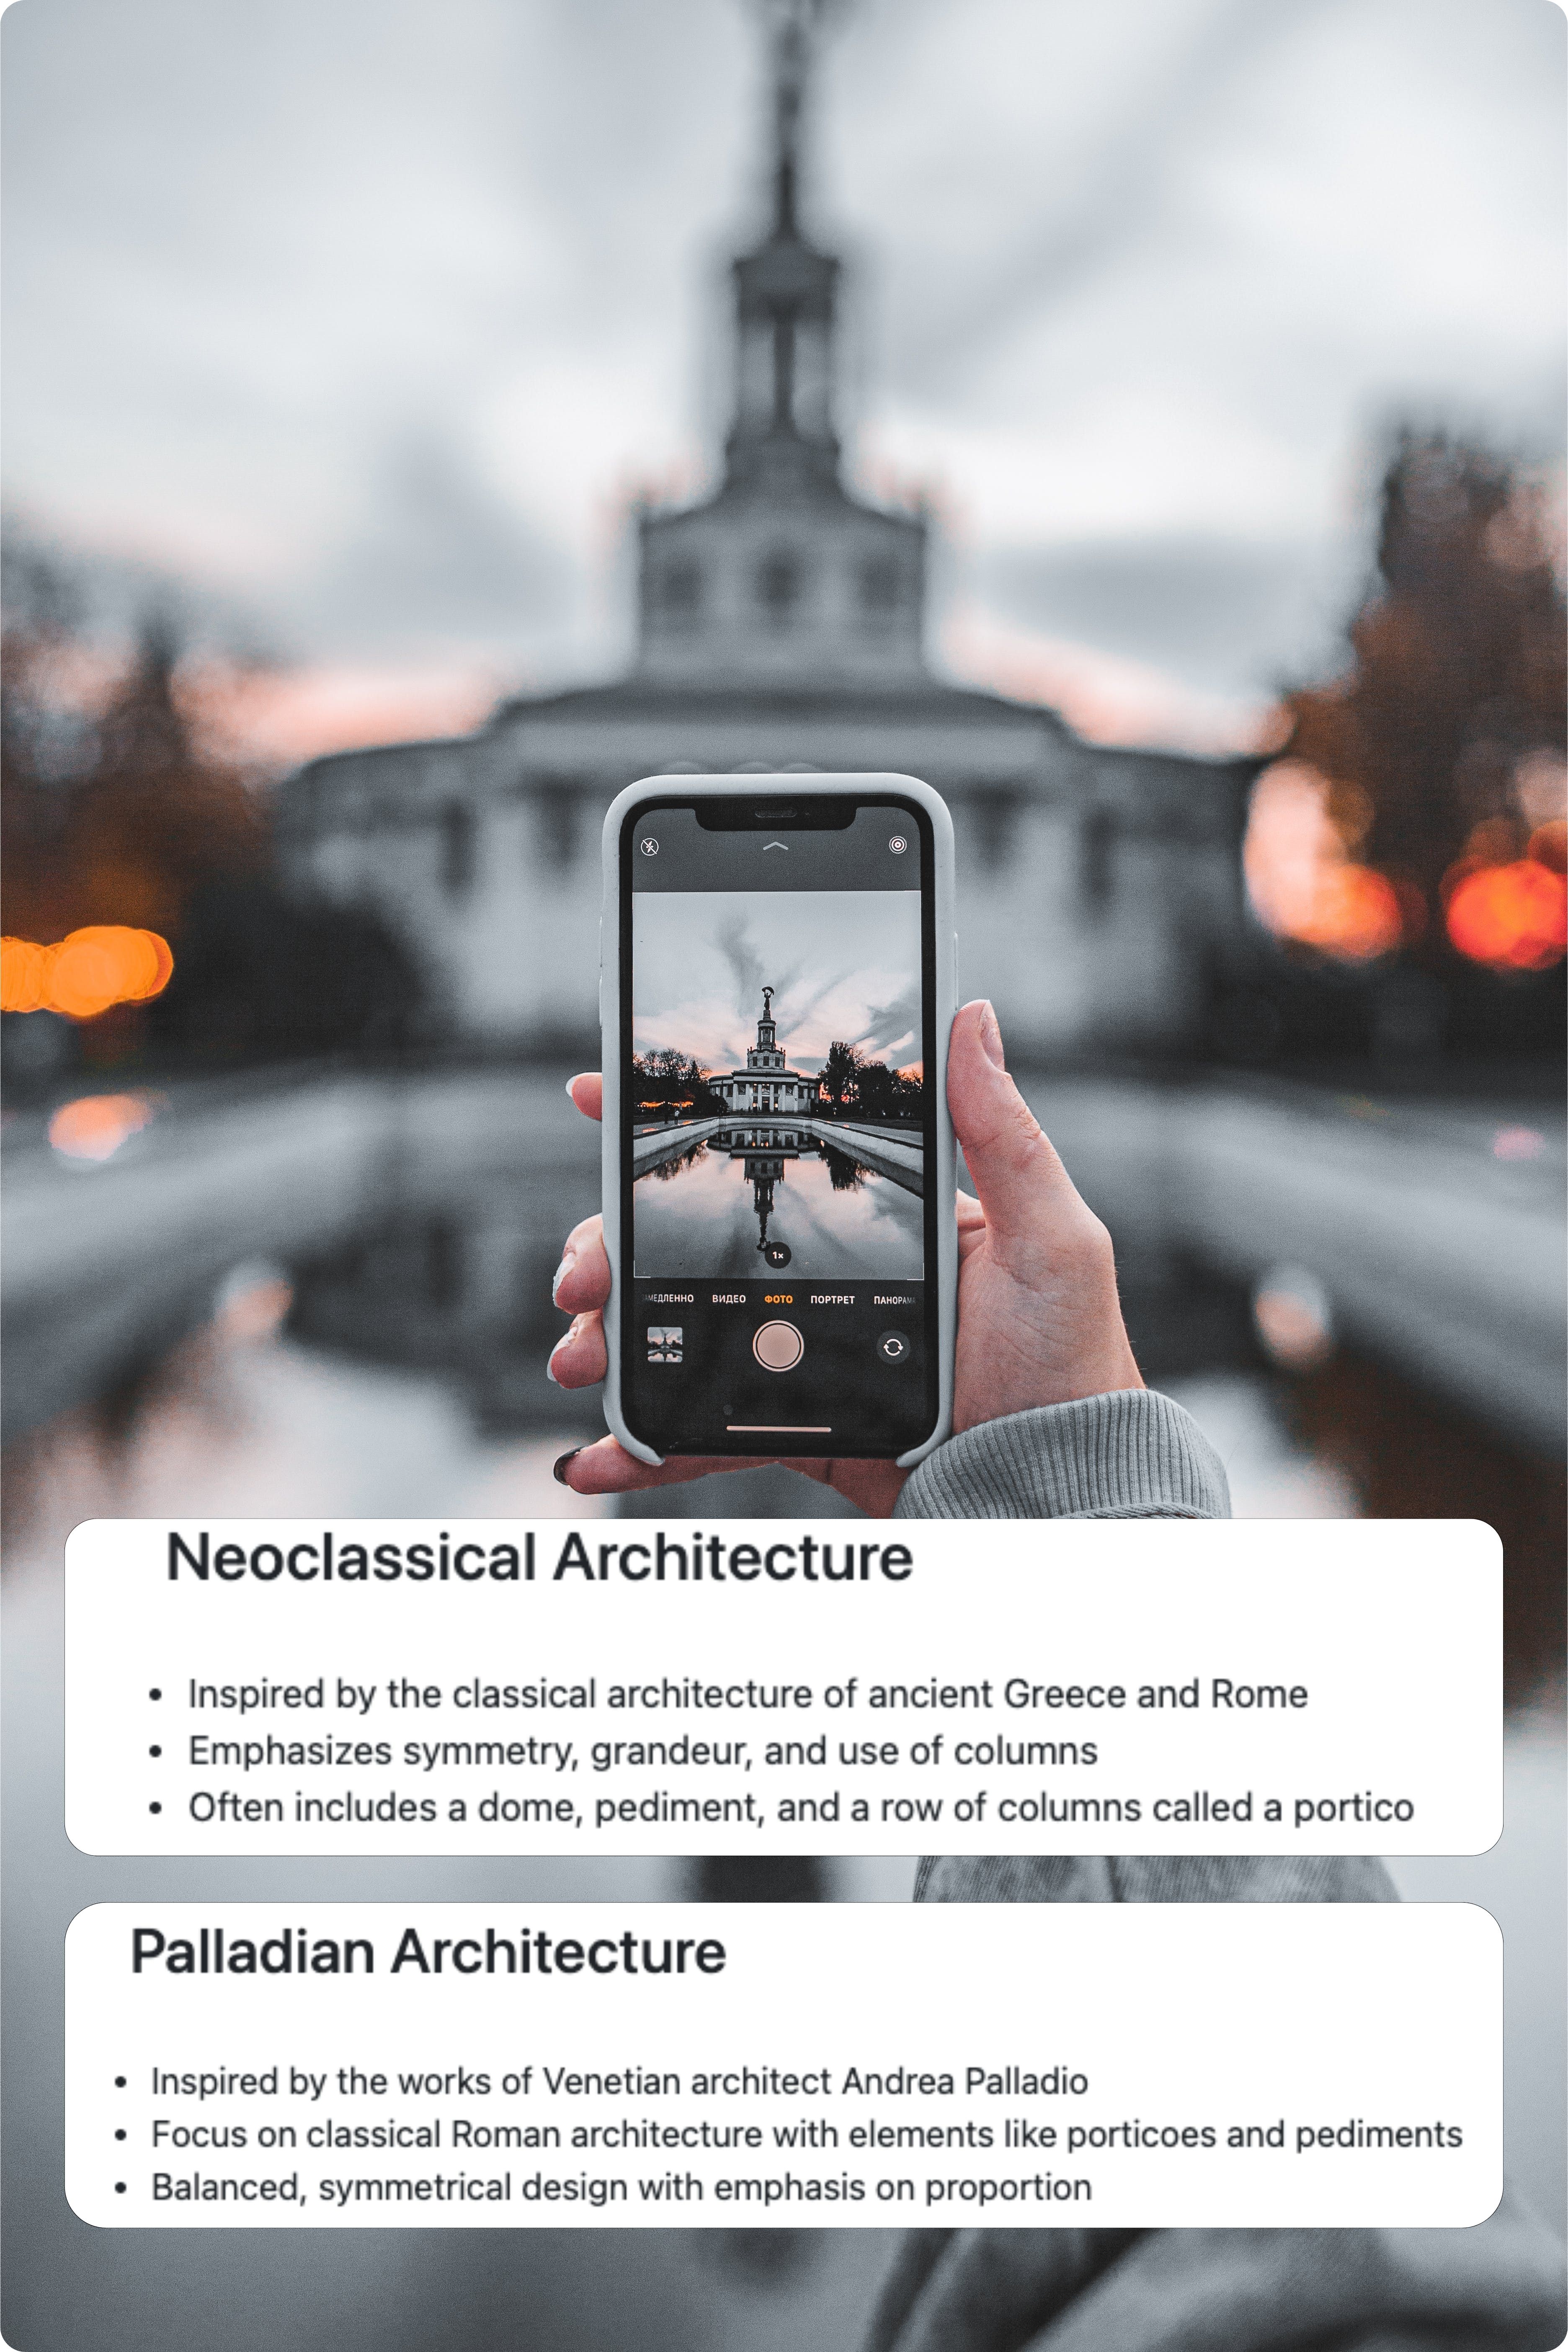 1×
ВИДЕО ФОТО ПОРТРЕТ
Neoclassical Architecture
• Inspired by the classical architecture of ancient Greece and Rome
• Emphasizes symmetry, grandeur, and use of columns
• Often includes a dome, pediment, and a row of columns called a portico
Palladian Architecture
• Inspired by the works of Venetian architect Andrea Palladio
• Focus on classical Roman architecture with elements like porticoes and pediments
• Balanced, symmetrical design with emphasis on proportion